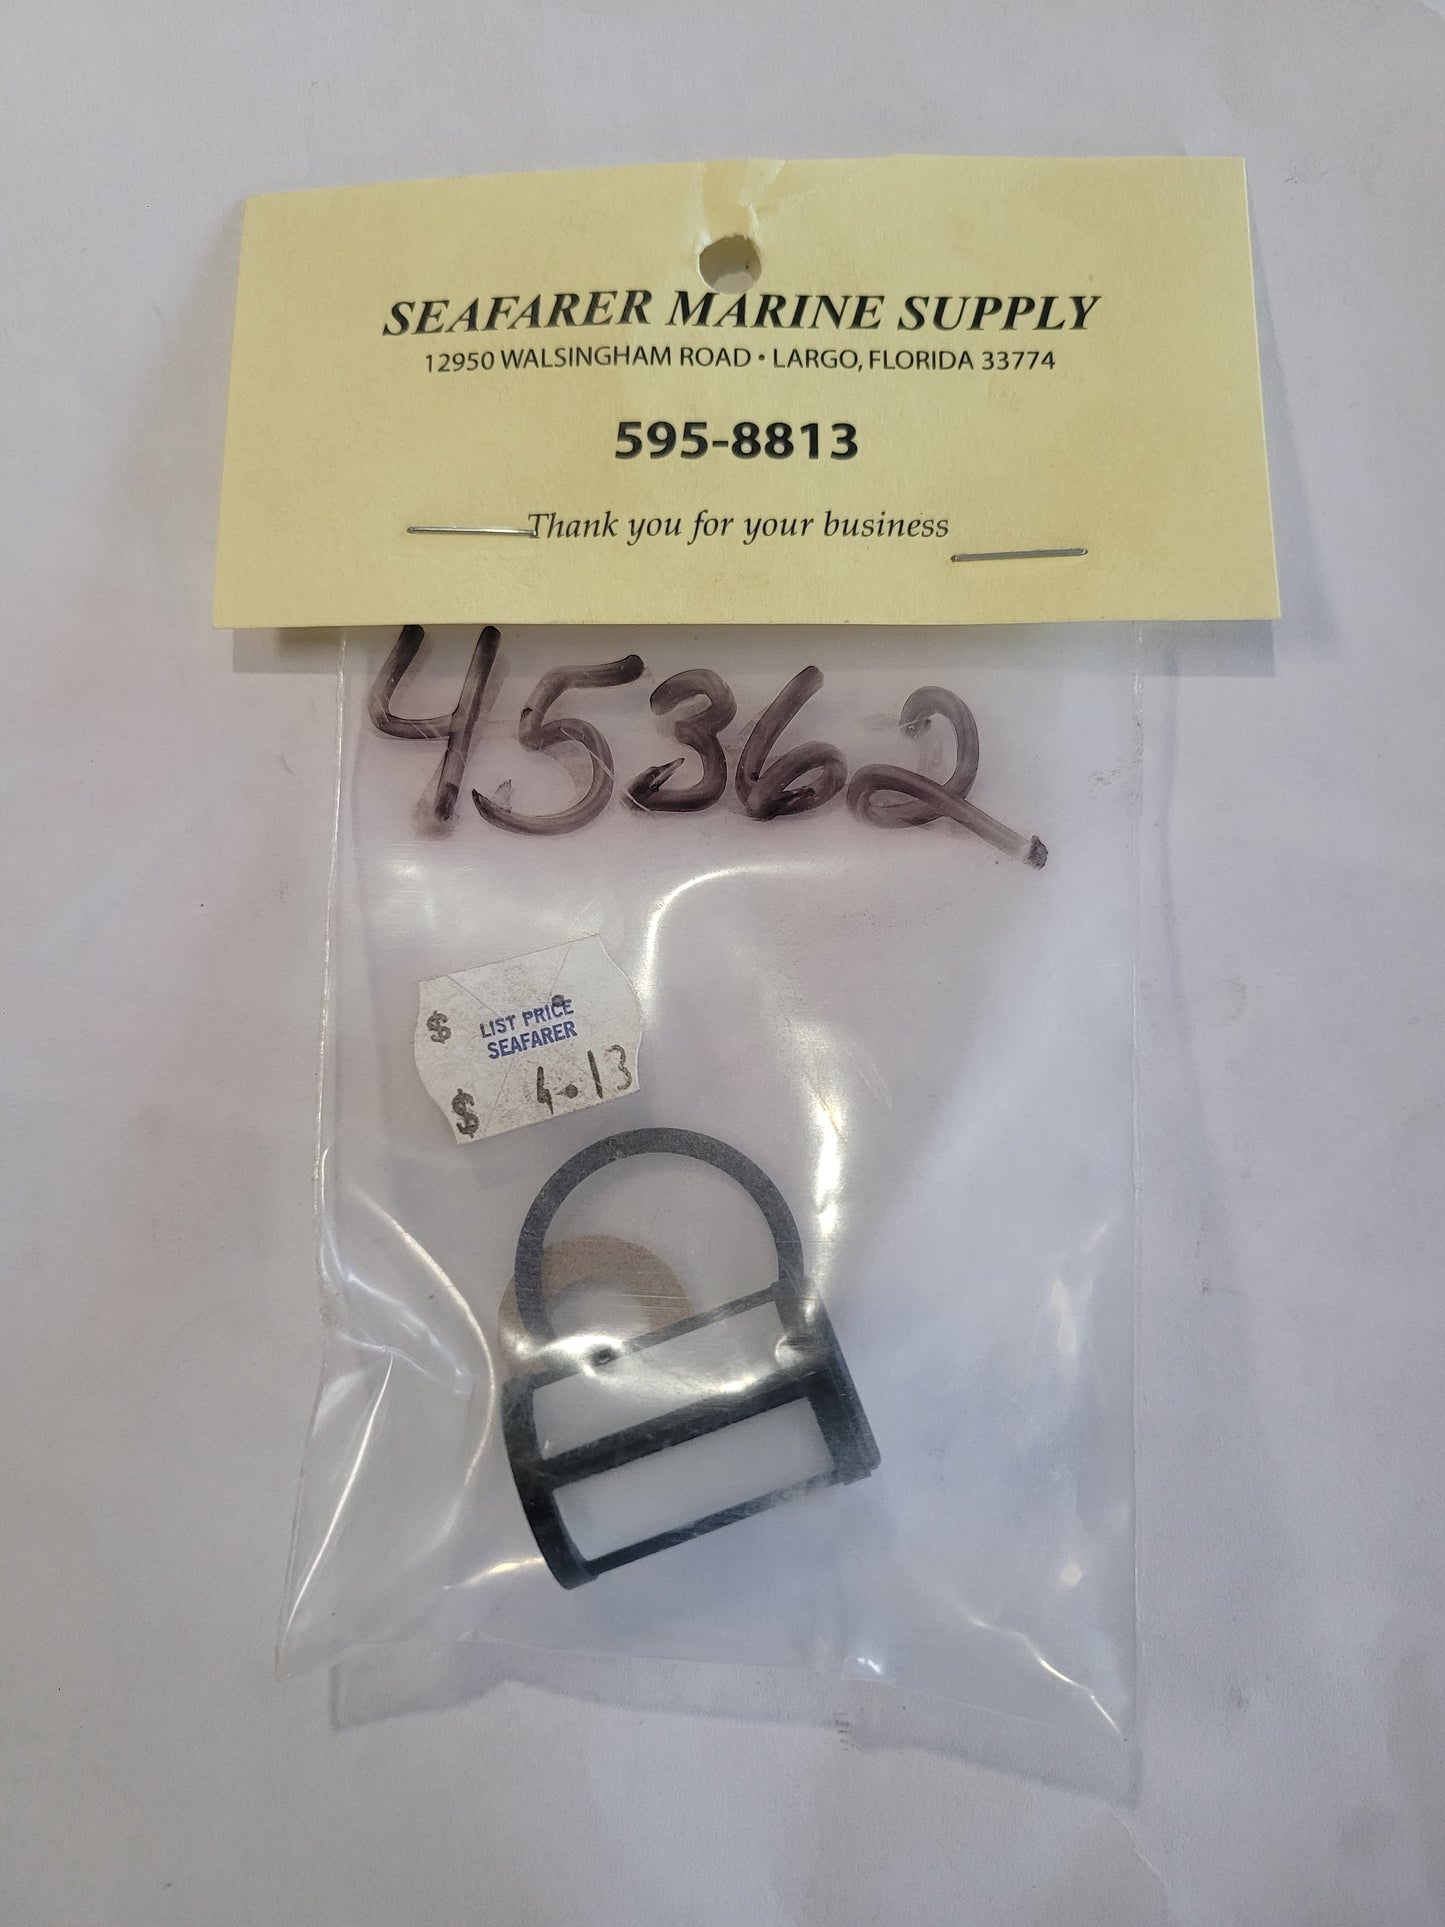 SEAFARER MARINE SUPPLY
12950 WALSINGHAM ROAD • LARGO, FLORIDA 33774
595-8813
Thank you for your business
45362
$ LIST PRICE
SEAFARER
$ 4.13